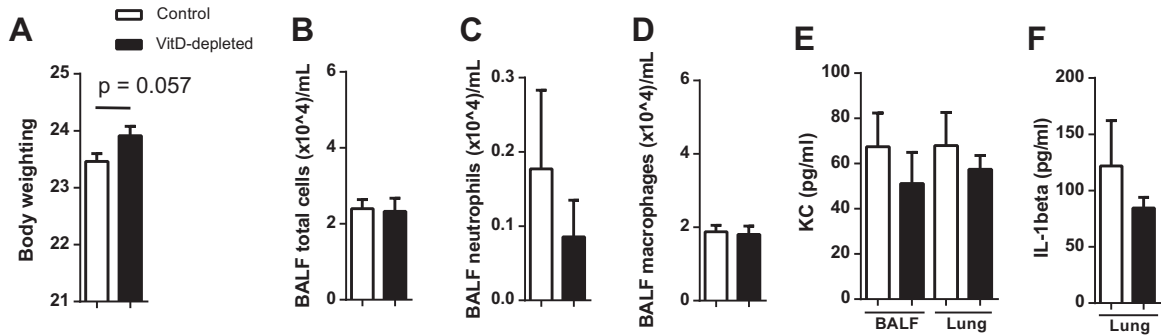 Control
VitD-depleted
A
Body weighting
25
24
23
22
21
p = 0.057
B
BALF total cells (x10^4)/mL
6
4
2
0
C
BALF neutrophils (x10^4)/mL
0.3
0.2
0.1
0.0
D
BALF macrophages (x10^4)/mL
6
4
2
0
E
KC (pg/ml)
100
80
60
40
20
0
BALF
Lung
F
IL-1beta (pg/ml)
200
150
100
50
0
Lung